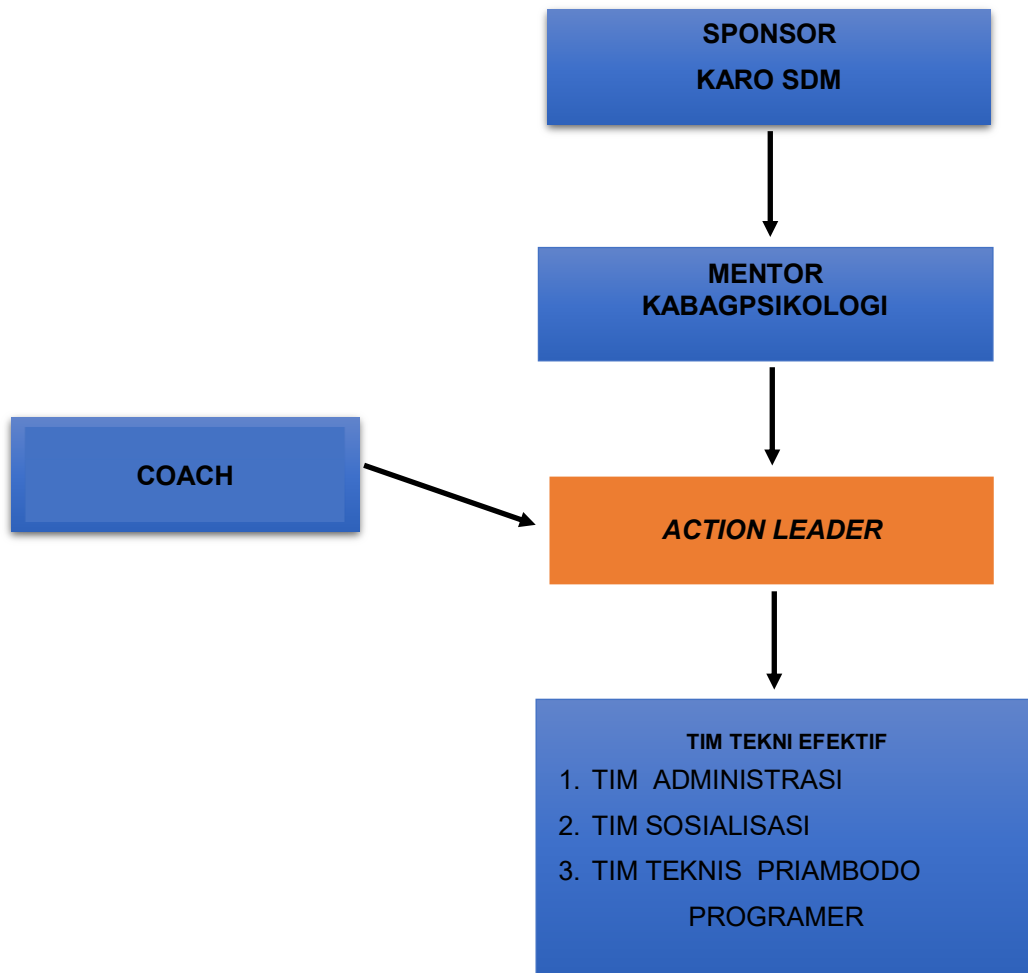 SPONSOR
KARO SDM
MENTOR
KABAGPSIKOLOGI
COACH
ACTION LEADER
TIM TEKNI EFEKTIF
1. TIM ADMINISTRASI
2. TIM SOSIALISASI
3. TIM TEKNIS PRIAMBODO
PROGRAMER